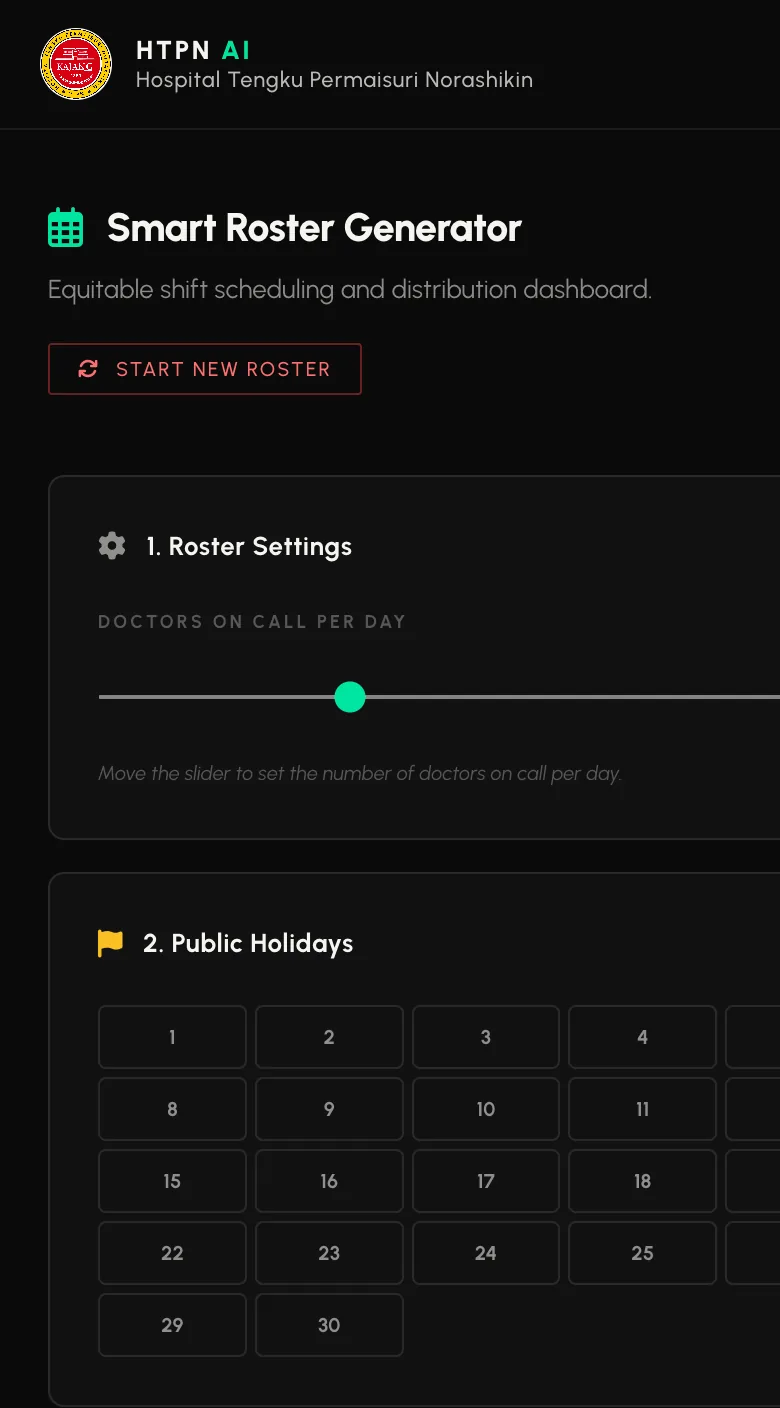 KAJANG
HTPN AI
Hospital Tengku Permaisuri Norashikin
Smart Roster Generator
Equitable shift scheduling and distribution dashboard.
START NEW ROSTER
1. Roster Settings
DOCTORS ON CALL PER DAY
Move the slider to set the number of doctors on call per day.
2. Public Holidays
1 2 3 4
8 9 10 11
15 16 17 18
22 23 24 25
29 30